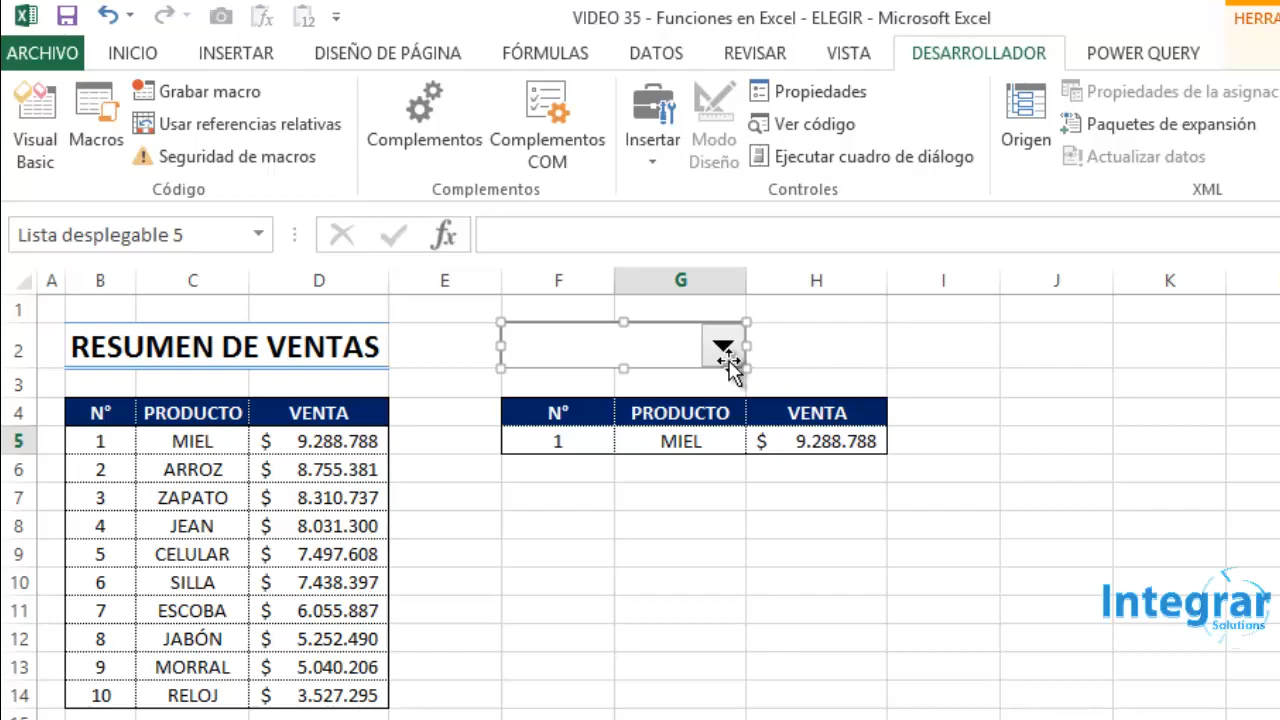 VIDEO 35 - Funciones en Excel - ELEGIR - Microsoft Excel
HERRA
ARCHIVO INICIO INSERTAR DISEÑO DE PÁGINA FÓRMULAS DATOS REVISAR VISTA DESARROLLADOR POWER QUERY
Visual Basic
Macros
Grabar macro
Usar referencias relativas
Seguridad de macros
Código
Complementos
Complementos COM
Complementos
Insertar
Modo Diseño
Propiedades
Ver código
Ejecutar cuadro de diálogo
Controles
Origen
Propiedades de la asignac
Paquetes de expansión
Actualizar datos
XML
Lista desplegable 5
fx
A B C D E F G H I J K
1
2 RESUMEN DE VENTAS
3
4 N° PRODUCTO VENTA N° PRODUCTO VENTA
5 1 MIEL $ 9.288.788 1 MIEL $ 9.288.788
6 2 ARROZ $ 8.755.381
7 3 ZAPATO $ 8.310.737
8 4 JEAN $ 8.031.300
9 5 CELULAR $ 7.497.608
10 6 SILLA $ 7.438.397
11 7 ESCOBA $ 6.055.887
12 8 JABÓN $ 5.252.490
13 9 MORRAL $ 5.040.206
14 10 RELOJ $ 3.527.295
Integrar
Solutions